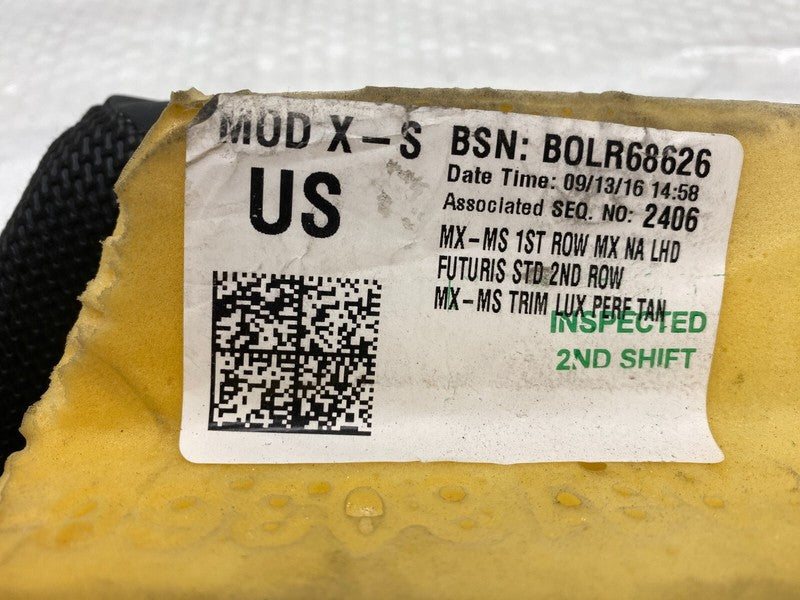 MOD X-S
US
BSN: BOLR68626
Date Time: 09/13/16 14:58
Associated SEQ. NO: 2406
MX-MS 1ST ROW MX NA LHD
FUTURIS STD 2ND ROW
MX-MS TRIM LUX PERF TAN
INSPECTED
2ND SHIFT